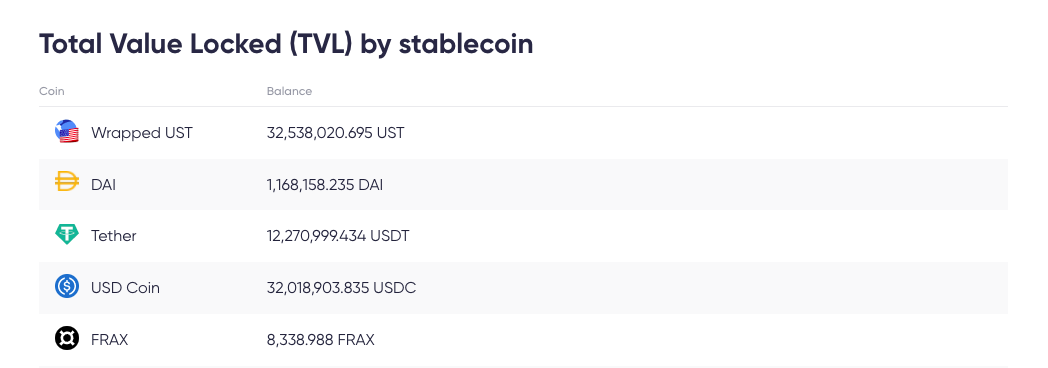 Total Value Locked (TVL) by stablecoin
Coin Balance
Wrapped UST 32,538,020.695 UST
DAI 1,168,158.235 DAI
Tether 12,270,999.434 USDT
USD Coin 32,018,903.835 USDC
FRAX 8,338.988 FRAX